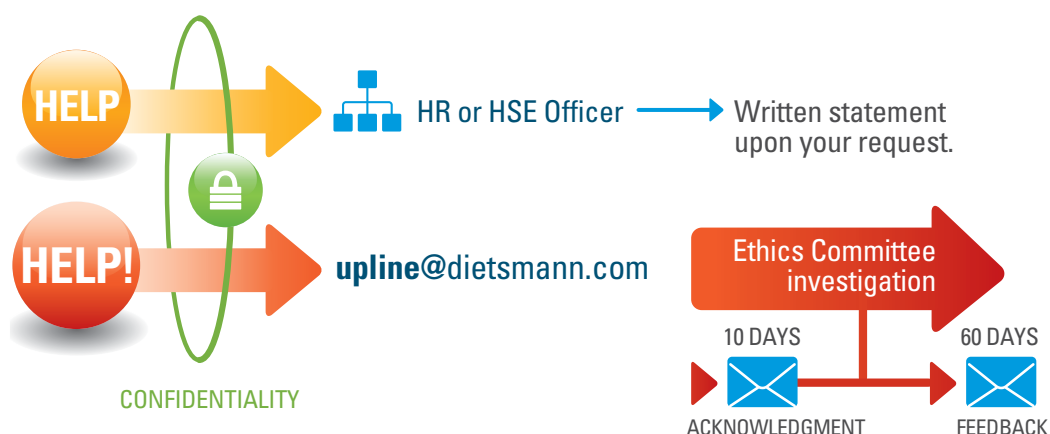 HELP
HR or HSE Officer
Written statement
upon your request.
HELP!
upline@dietsmann.com
Ethics Committee
investigation
10 DAYS
60 DAYS
ACKNOWLEDGMENT
FEEDBACK
CONFIDENTIALITY